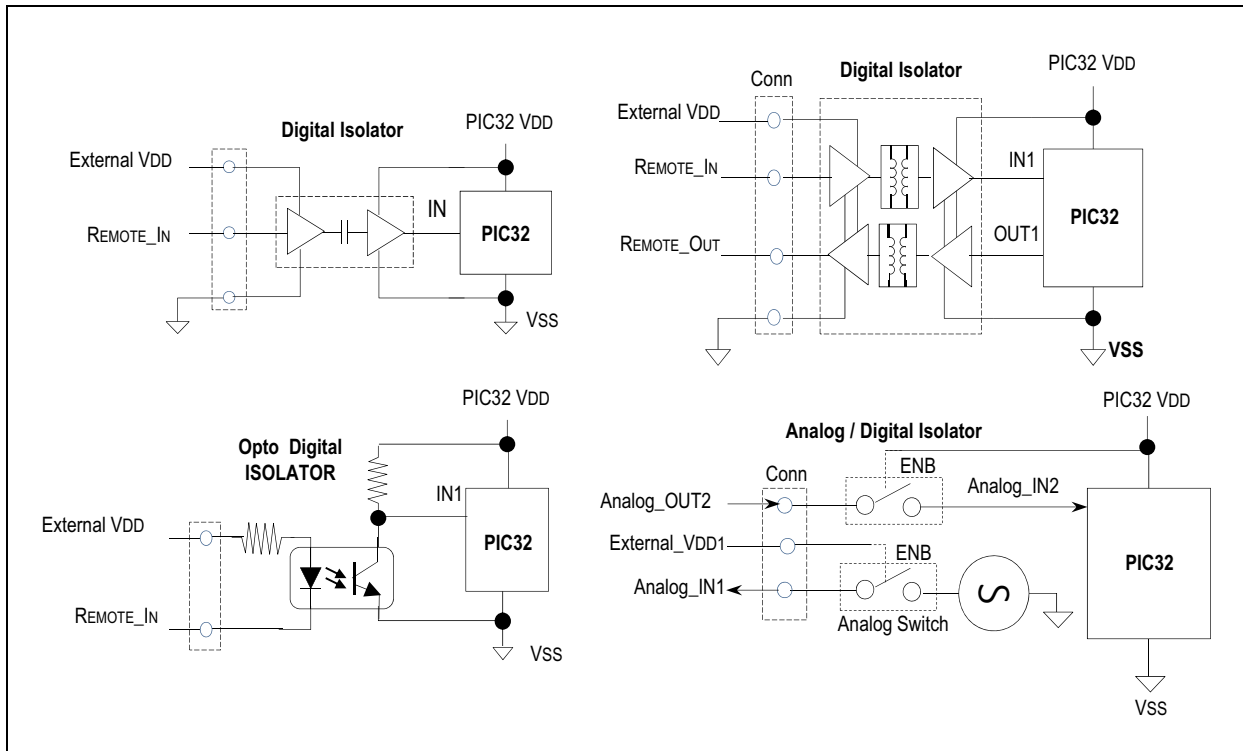 Digital Isolator
PIC32 VDD
External VDD
REMOTE_IN
IN
PIC32
VSS
Conn
Digital Isolator
PIC32 VDD
External VDD
REMOTE_IN
IN1
PIC32
REMOTE_OUT
OUT1
VSS
PIC32 VDD
Opto Digital
ISOLATOR
IN1
External VDD
PIC32
REMOTE_IN
VSS
PIC32 VDD
Analog / Digital Isolator
Conn
ENB
Analog_OUT2
Analog_IN2
External_VDD1
ENB
PIC32
Analog_IN1
S
Analog Switch
VSS